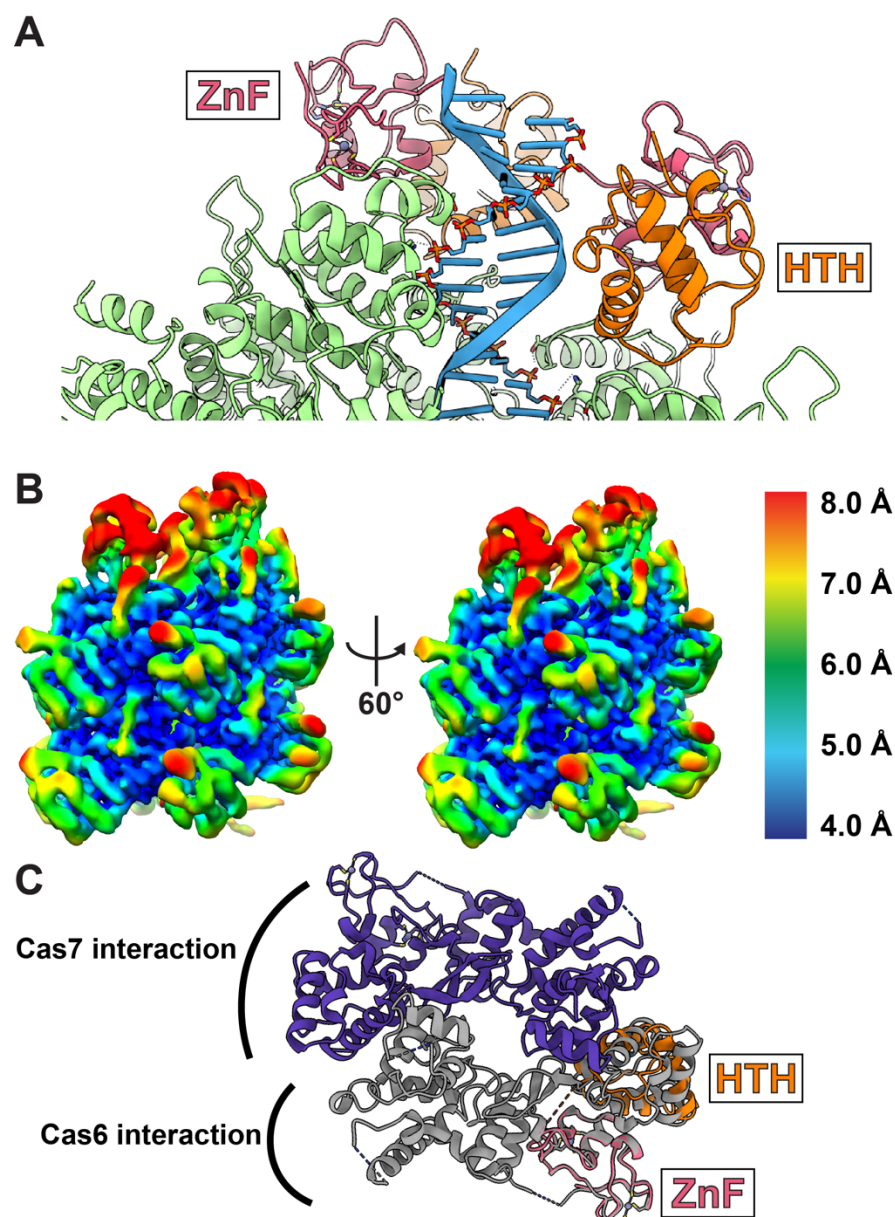 A
ZnF
HTH
B
60°
8.0 Å
7.0 Å
6.0 Å
5.0 Å
4.0 Å
C
Cas7 interaction
Cas6 interaction
HTH
ZnF